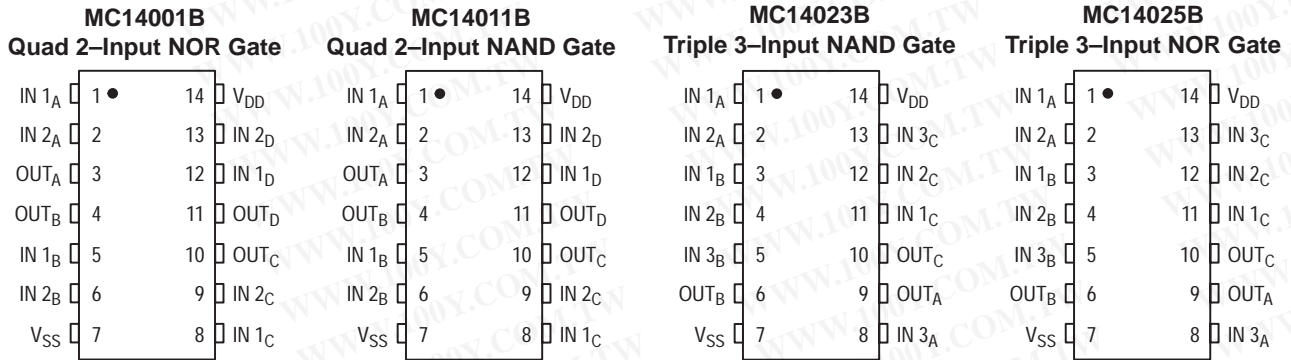 MC14001B
Quad 2–Input NOR Gate
IN 1A 1 14 VDD
IN 2A 2 13 IN 2D
OUTA 3 12 IN 1D
OUTB 4 11 OUTD
IN 1B 5 10 OUTC
IN 2B 6 9 IN 2C
VSS 7 8 IN 1C
MC14011B
Quad 2–Input NAND Gate
IN 1A 1 14 VDD
IN 2A 2 13 IN 2D
OUTA 3 12 IN 1D
OUTB 4 11 OUTD
IN 1B 5 10 OUTC
IN 2B 6 9 IN 2C
VSS 7 8 IN 1C
MC14023B
Triple 3–Input NAND Gate
IN 1A 1 14 VDD
IN 2A 2 13 IN 3C
IN 1B 3 12 IN 2C
IN 2B 4 11 IN 1C
IN 3B 5 10 OUTC
OUTB 6 9 OUTA
VSS 7 8 IN 3A
MC14025B
Triple 3–Input NOR Gate
IN 1A 1 14 VDD
IN 2A 2 13 IN 3C
IN 1B 3 12 IN 2C
IN 2B 4 11 IN 1C
IN 3B 5 10 OUTC
OUTB 6 9 OUTA
VSS 7 8 IN 3A
WWW.100Y.COM.TW